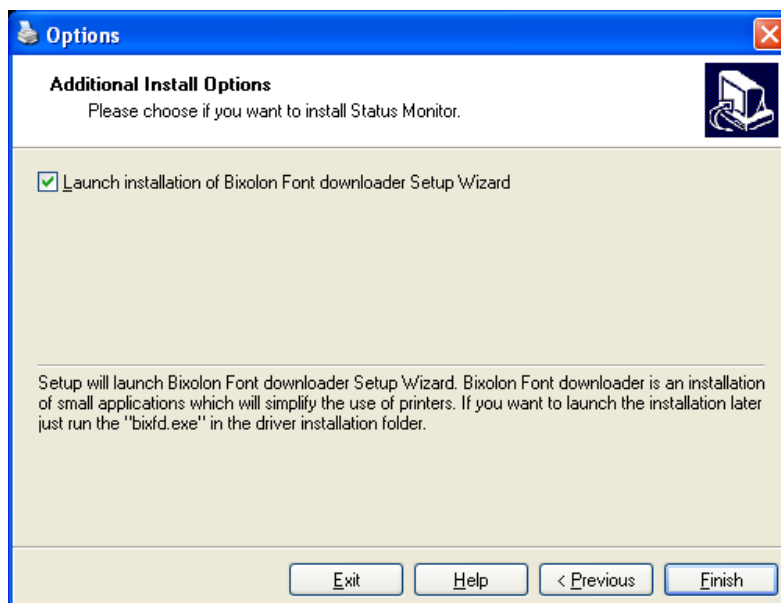 Options
Additional Install Options
Please choose if you want to install Status Monitor.
Launch installation of Bixolon Font downloader Setup Wizard
Setup will launch Bixolon Font downloader Setup Wizard. Bixolon Font downloader is an installation
of small applications which will simplify the use of printers. If you want to launch the installation later
just run the "bixfd.exe" in the driver installation folder.
Exit Help < Previous Finish